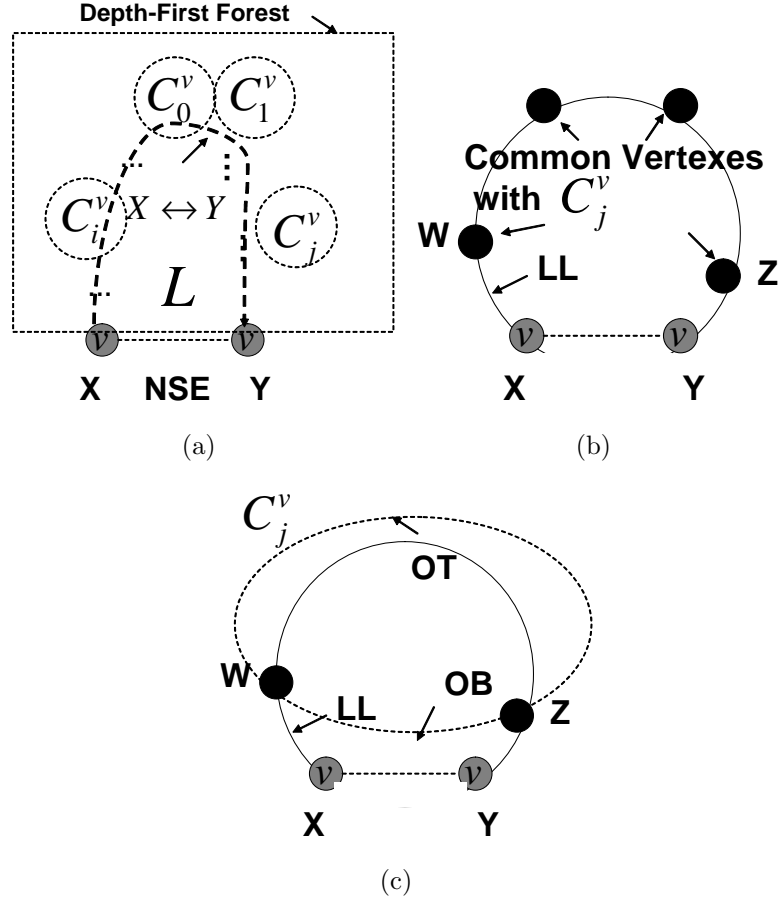 Depth-First Forest
C_0^v C_1^v
...
⋮
C_i^v X ↔ Y C_j^v
...
L
v v
X NSE Y
(a)
Common Vertexes
with C_j^v
W
LL
Z
v v
X Y
(b)
C_j^v
OT
W
OB
LL
Z
v v
X Y
(c)